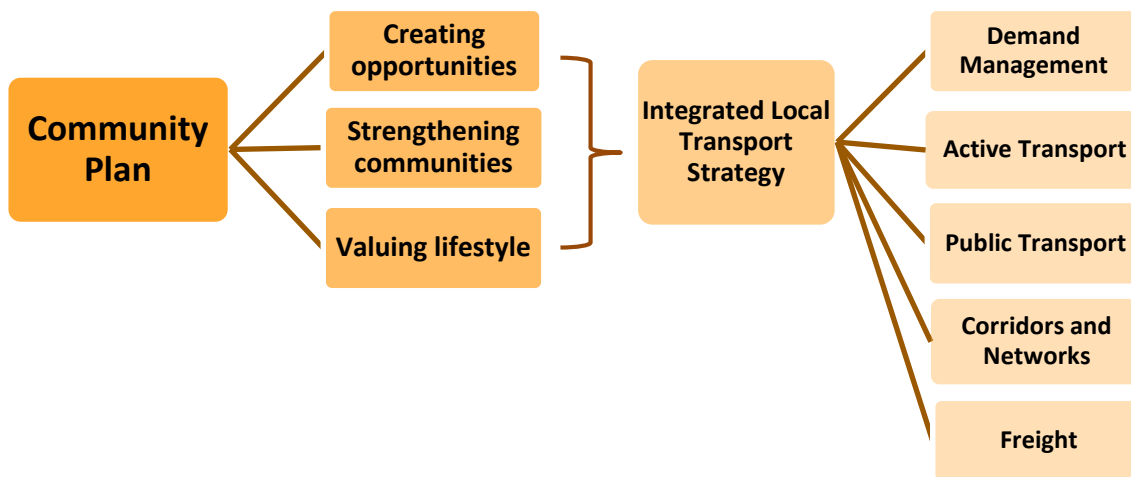 Community
Plan
Creating
opportunities
Strengthening
communities
Valuing lifestyle
Integrated Local
Transport
Strategy
Demand
Management
Active Transport
Public Transport
Corridors and
Networks
Freight